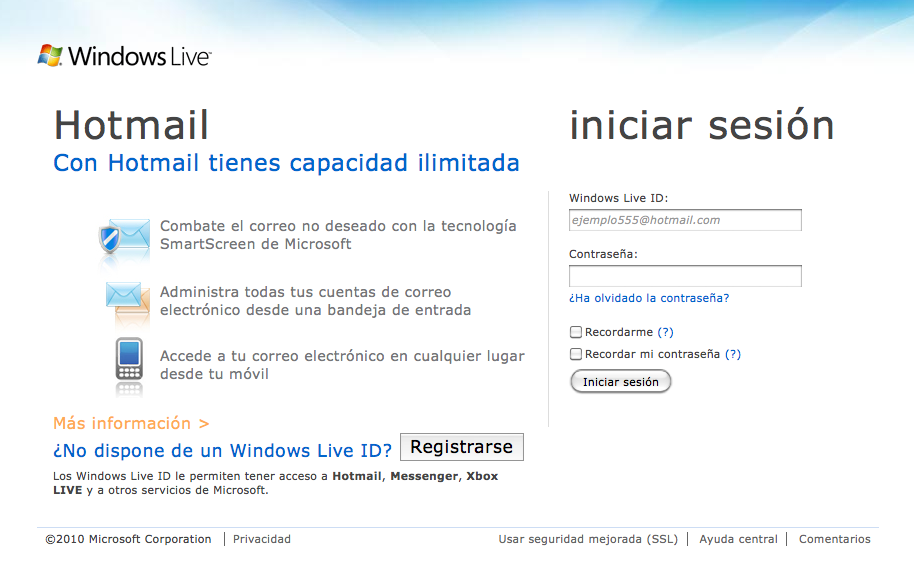 Windows Live™
Hotmail
Con Hotmail tienes capacidad ilimitada
Combate el correo no deseado con la tecnología
SmartScreen de Microsoft
Administra todas tus cuentas de correo
electrónico desde una bandeja de entrada
Accede a tu correo electrónico en cualquier lugar
desde tu móvil
Más información >
¿No dispone de un Windows Live ID? Registrarse
Los Windows Live ID le permiten tener acceso a Hotmail, Messenger, Xbox
LIVE y a otros servicios de Microsoft.
iniciar sesión
Windows Live ID:
ejemplo555@hotmail.com
Contraseña:
¿Ha olvidado la contraseña?
Recordarme (?)
Recordar mi contraseña (?)
Iniciar sesión
©2010 Microsoft Corporation | Privacidad
Usar seguridad mejorada (SSL) | Ayuda central | Comentarios